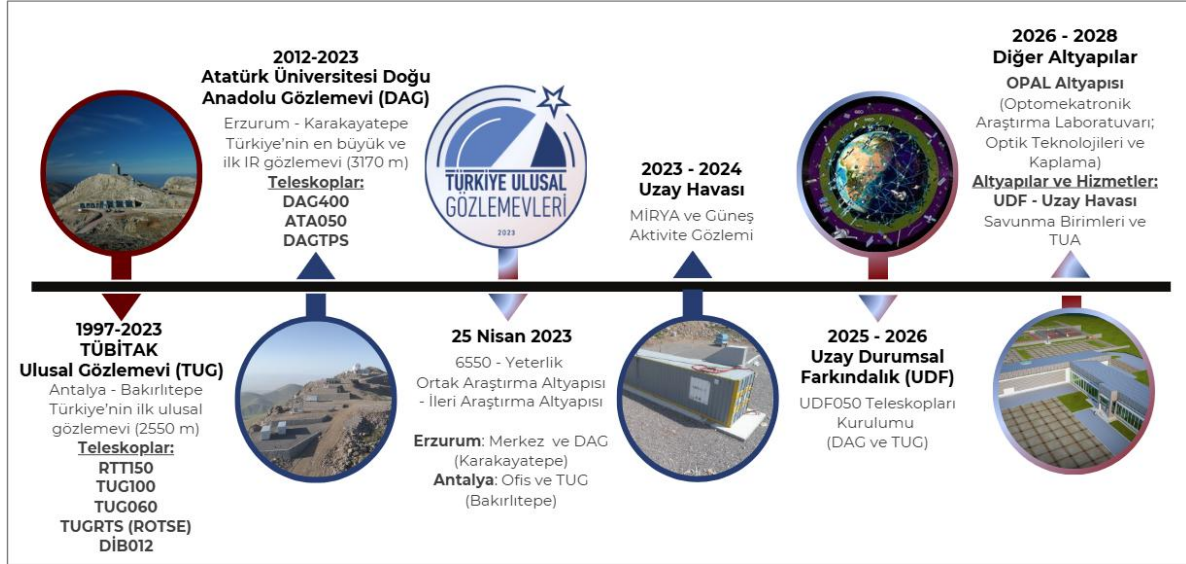 1997-2023
TÜBİTAK
Ulusal Gözlemevi (TUG)
Antalya - Bakırlıtepe
Türkiye'nin ilk ulusal
gözlemevi (2550 m)
Teleskoplar:
RTT150
TUG100
TUG060
TUGRTS (ROTSE)
DİB012
2012-2023
Atatürk Üniversitesi Doğu
Anadolu Gözlemevi (DAG)
Erzurum - Karakayatepe
Türkiye'nin en büyük ve
ilk IR gözlemevi (3170 m)
Teleskoplar:
DAG400
ATA050
DAGTPS
TÜRKİYE ULUSAL
GÖZLEMEVLERİ
2023
25 Nisan 2023
6550 - Yeterlik
Ortak Araştırma Altyapısı
- İleri Araştırma Altyapısı
Erzurum: Merkez ve DAG
(Karakayatepe)
Antalya: Ofis ve TUG
(Bakırlıtepe)
2023 - 2024
Uzay Havası
MİRYA ve Güneş
Aktivite Gözlemi
2025 - 2026
Uzay Durumsal
Farkındalık (UDF)
UDF050 Teleskopları
Kurulumu
(DAG ve TUG)
2026 - 2028
Diğer Altyapılar
OPAL Altyapısı
(Optomekatronik
Araştırma Laboratuvarı;
Optik Teknolojileri ve
Kaplama)
Altyapılar ve Hizmetler:
UDF - Uzay Havası
Savunma Birimleri ve
TUA